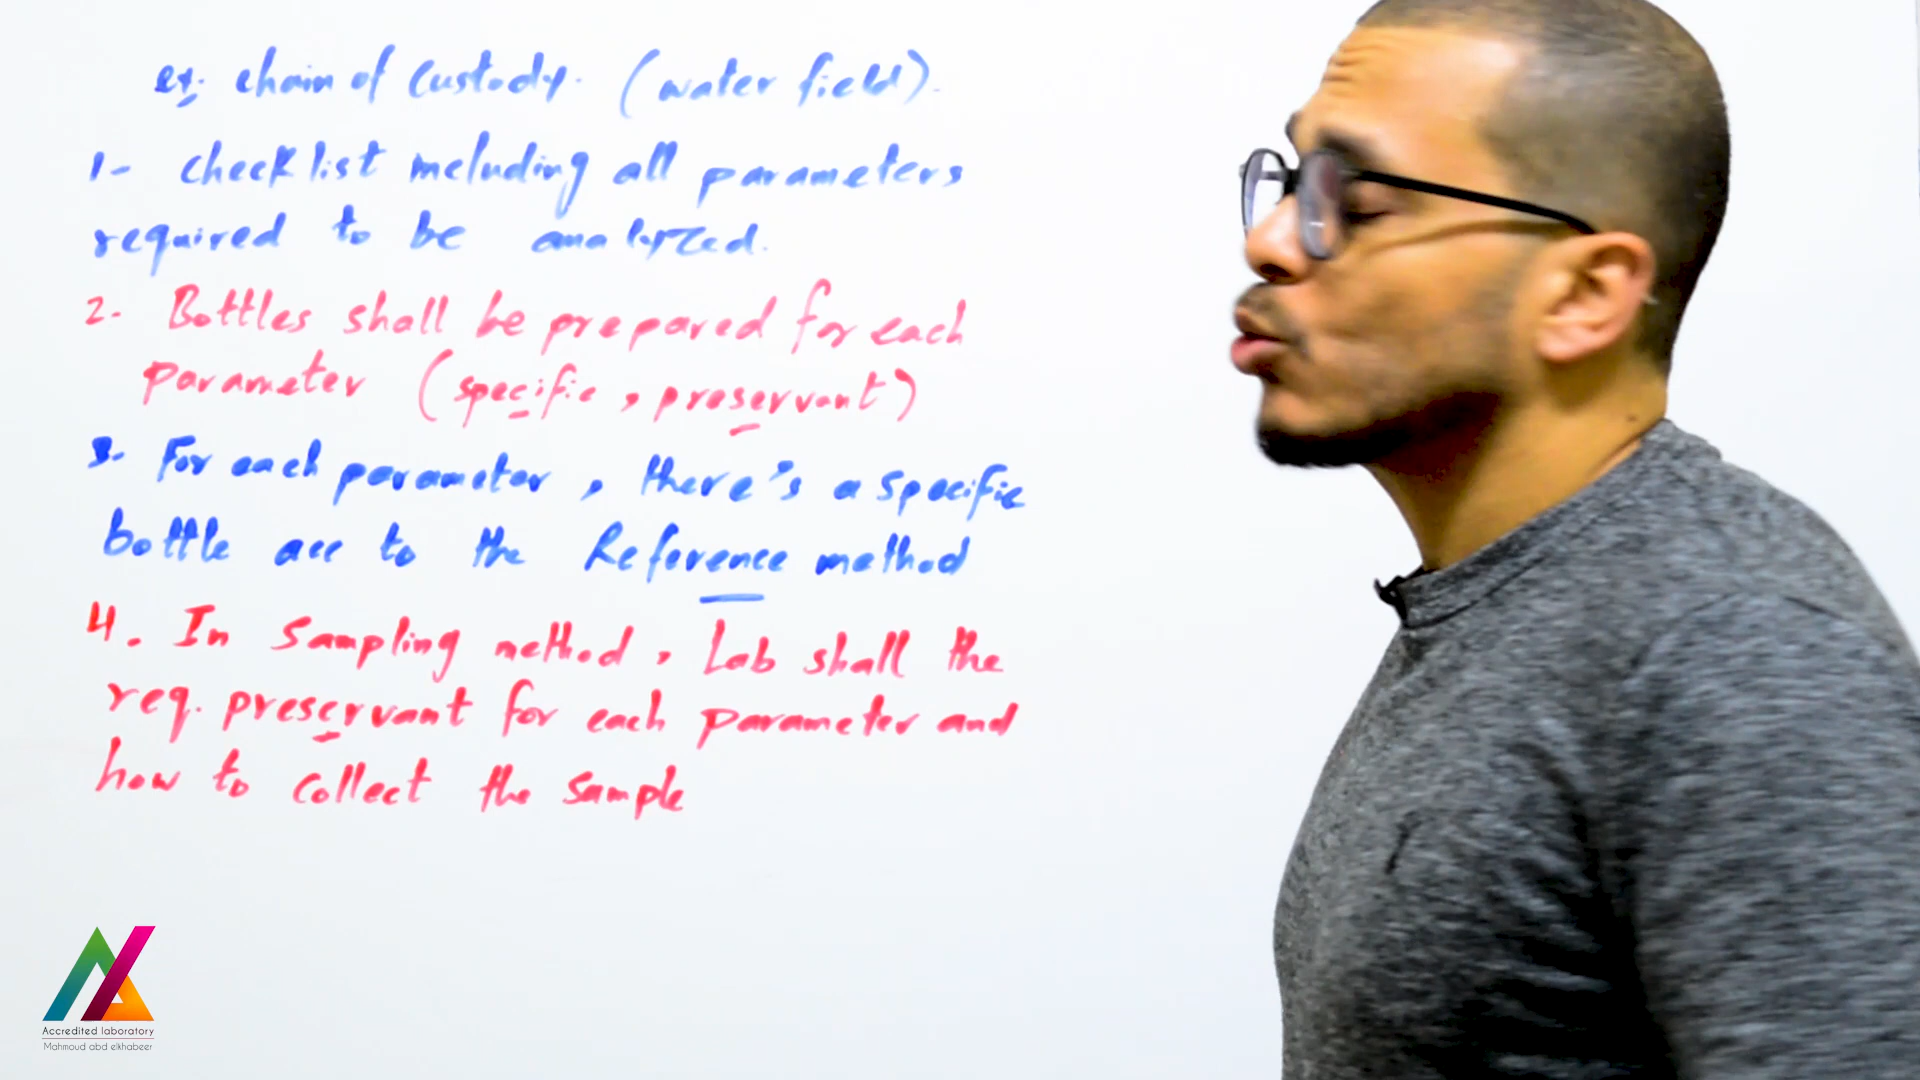 ex: chain of Custody. (water field).
1- checklist including all parameters
required to be analyzed.
2. Bottles shall be prepared for each
parameter (specific, preservant)
3. For each parameter, there's a specific
bottle acc to the Reference method
4. In Sampling method, Lab shall the
req. preservant for each parameter and
how to collect the sample
Accredited laboratory
Mahmoud abd elkhabeer